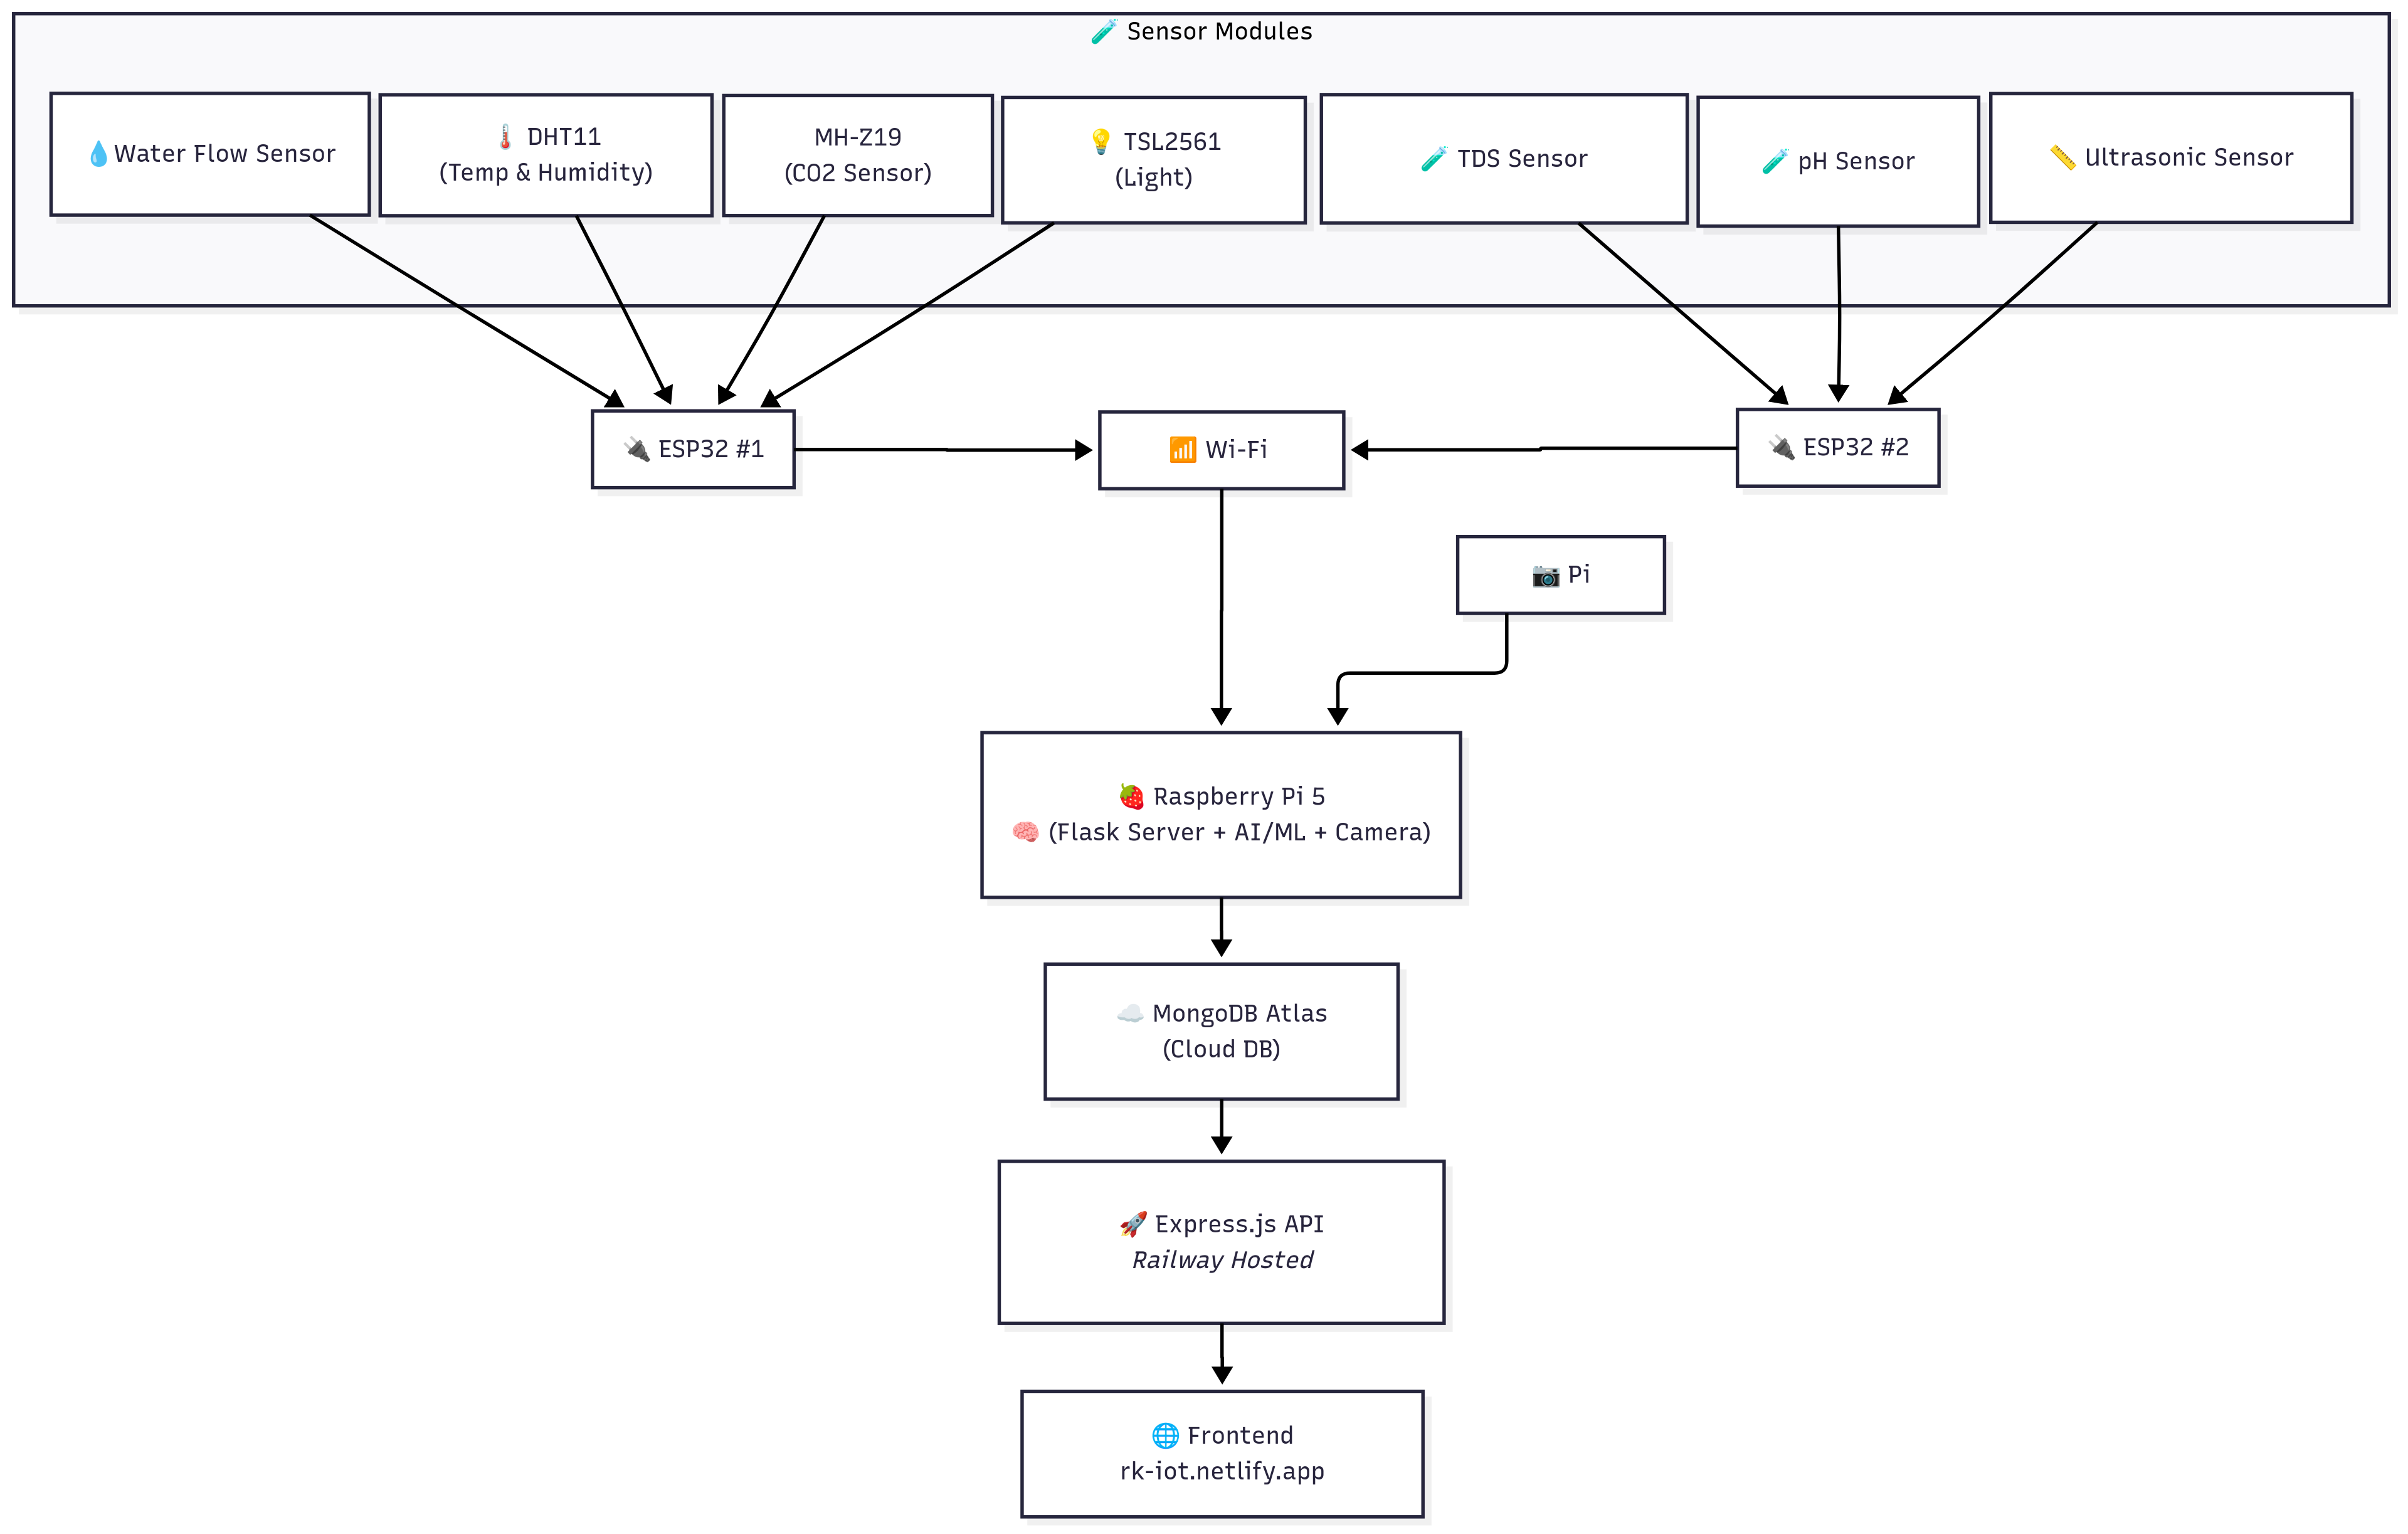 🧪 Sensor Modules
💧Water Flow Sensor
🌡️ DHT11
(Temp & Humidity)
MH-Z19
(CO2 Sensor)
💡 TSL2561
(Light)
🧪 TDS Sensor
🧪 pH Sensor
📏 Ultrasonic Sensor
🔌 ESP32 #1
📶 Wi-Fi
🔌 ESP32 #2
📷 Pi
🍓 Raspberry Pi 5
🧠 (Flask Server + AI/ML + Camera)
☁️ MongoDB Atlas
(Cloud DB)
🚀 Express.js API
Railway Hosted
🌐 Frontend
rk-iot.netlify.app